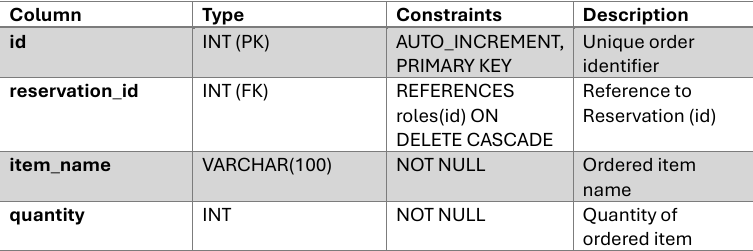 Column Type Constraints Description
id INT (PK) AUTO_INCREMENT, Unique order
PRIMARY KEY identifier
reservation_id INT (FK) REFERENCES Reference to
roles(id) ON Reservation (id)
DELETE CASCADE
item_name VARCHAR(100) NOT NULL Ordered item
name
quantity INT NOT NULL Quantity of
ordered item